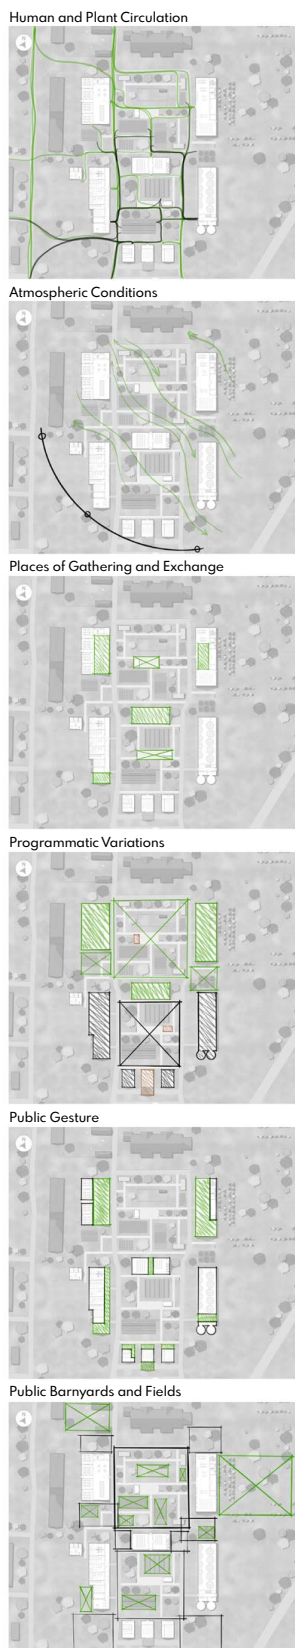 Human and Plant Circulation
Atmospheric Conditions
Places of Gathering and Exchange
Programmatic Variations
Public Gesture
Public Barnyards and Fields